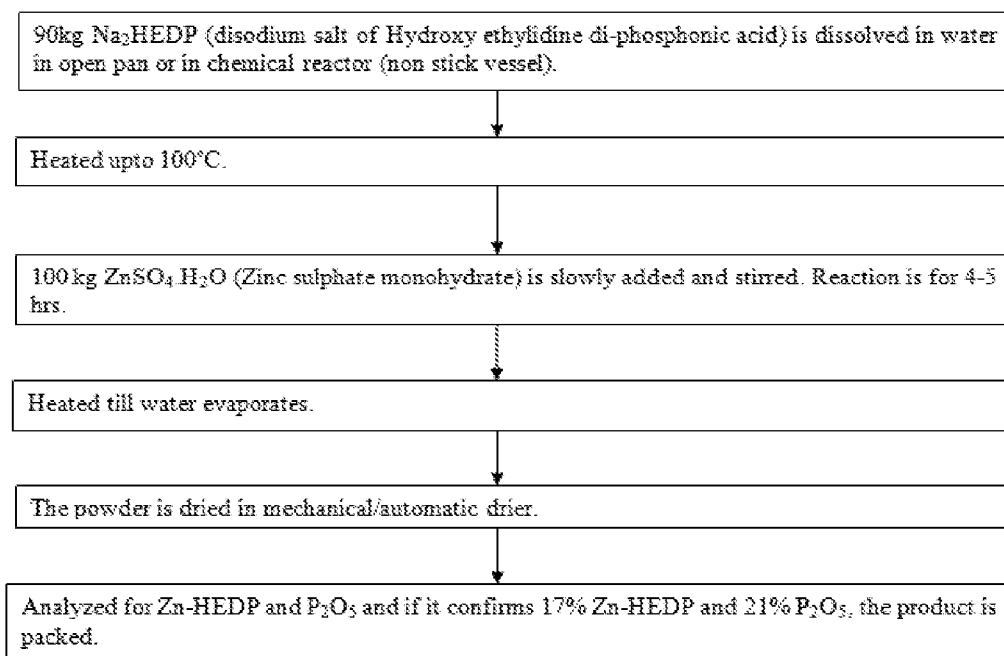 90kg Na₂HEDP (disodium salt of Hydroxy ethylidine di-phosphonic acid) is dissolved in water
in open pan or in chemical reactor (non stick vessel).
Heated upto 100°C.
100 kg ZnSO₄.H₂O (Zinc sulphate monohydrate) is slowly added and stirred. Reaction is for 4-5
hrs.
Heated till water evaporates.
The powder is dried in mechanical/automatic drier.
Analyzed for Zn-HEDP and P₂O₅ and if it confirms 17% Zn-HEDP and 21% P₂O₅, the product is
packed.